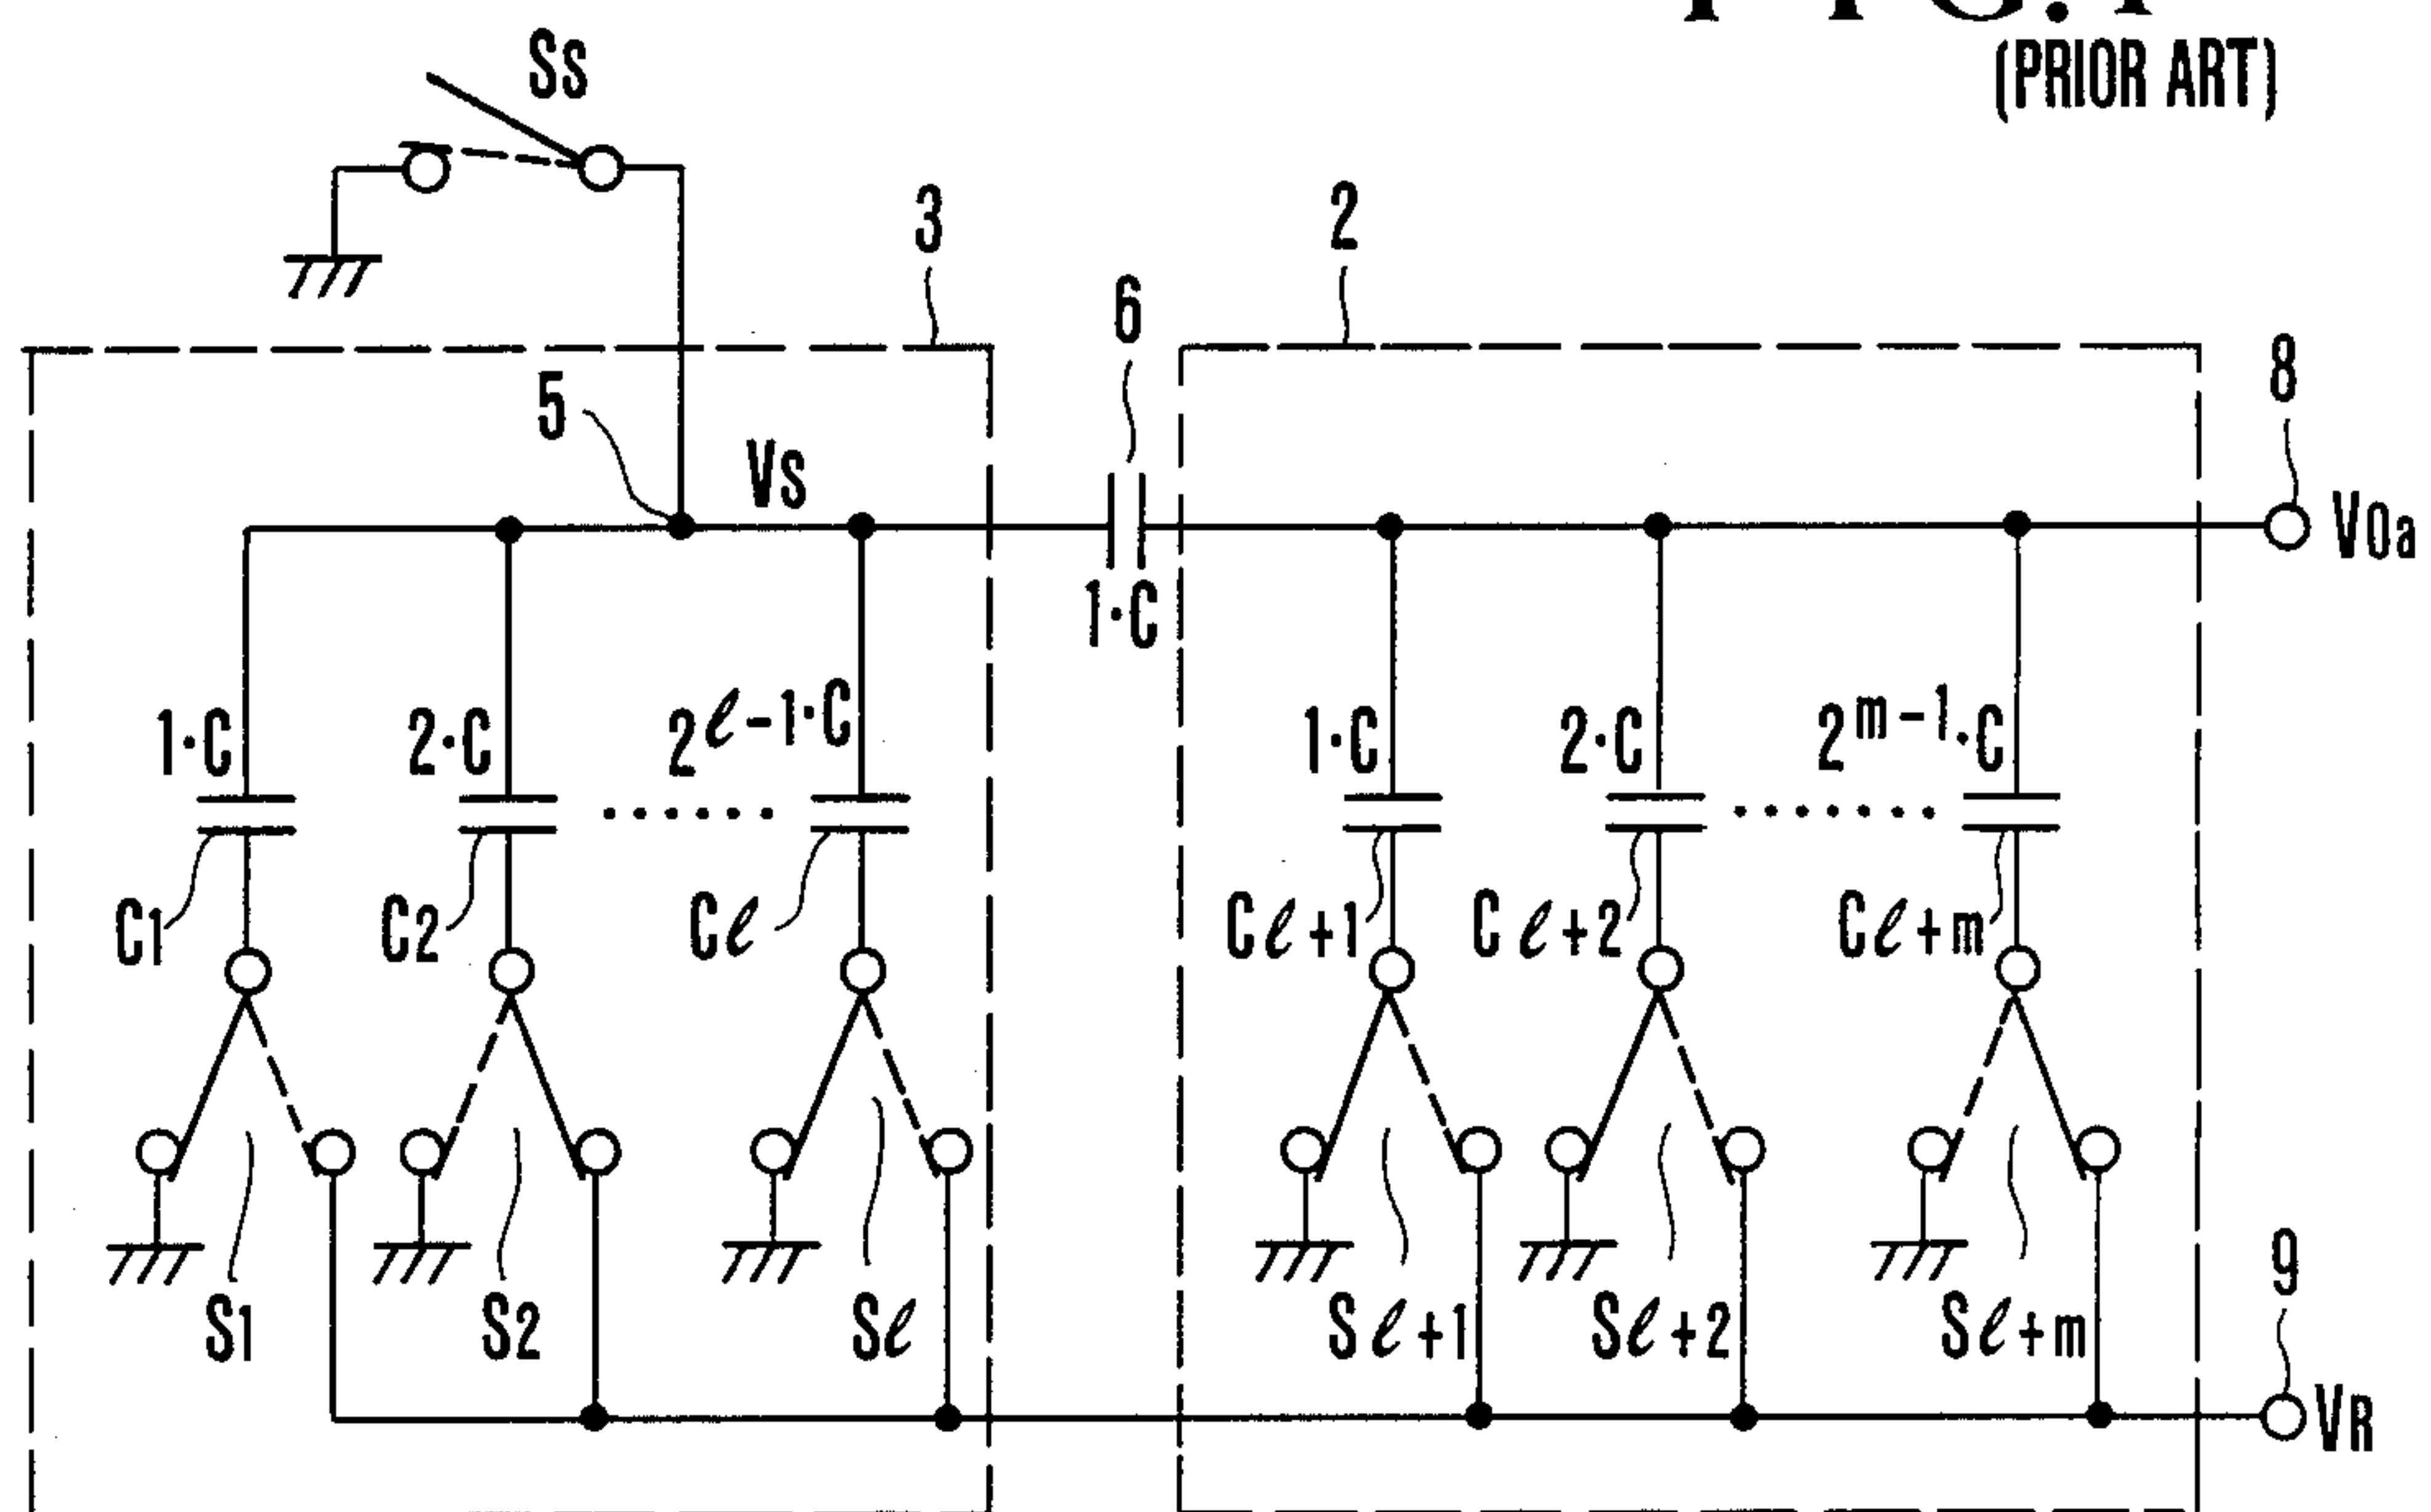 (PRIOR ART)
Ss
3
2
6
5
Vs
8
VOa
1·C
1·C
2·C
2ℓ-1·C
1·C
2·C
2m-1·C
C1
C2
Cℓ
Cℓ+1
Cℓ+2
Cℓ+m
S1
S2
Sℓ
Sℓ+1
Sℓ+2
Sℓ+m
9
VR